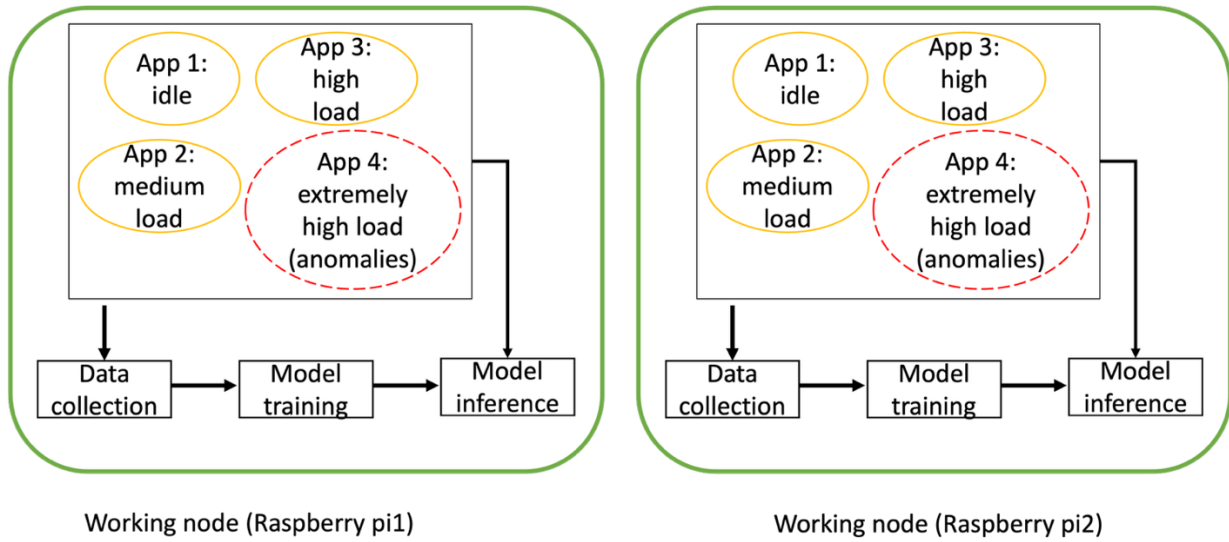 App 1:
idle
App 3:
high
load
App 2:
medium
load
App 4:
extremely
high load
(anomalies)
Data
collection
Model
training
Model
inference
Working node (Raspberry pi1)
App 1:
idle
App 3:
high
load
App 2:
medium
load
App 4:
extremely
high load
(anomalies)
Data
collection
Model
training
Model
inference
Working node (Raspberry pi2)